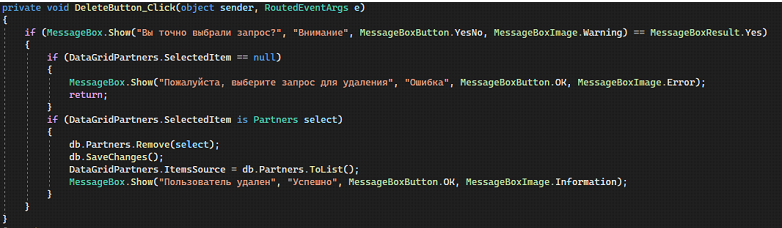 private void DeleteButton_Click(object sender, RoutedEventArgs e)
{
if (MessageBox.Show("Вы точно выбрали запрос?", "Внимание", MessageBoxButton.YesNo, MessageBoxImage.Warning) == MessageBoxResult.Yes)
{
if (DataGridPartners.SelectedItem == null)
{
MessageBox.Show("Пожалуйста, выберите запрос для удаления", "Ошибка", MessageBoxButton.OK, MessageBoxImage.Error);
return;
}
if (DataGridPartners.SelectedItem is Partners select)
{
db.Partners.Remove(select);
db.SaveChanges();
DataGridPartners.ItemsSource = db.Partners.ToList();
MessageBox.Show("Пользователь удален", "Успешно", MessageBoxButton.OK, MessageBoxImage.Information);
}
}
}